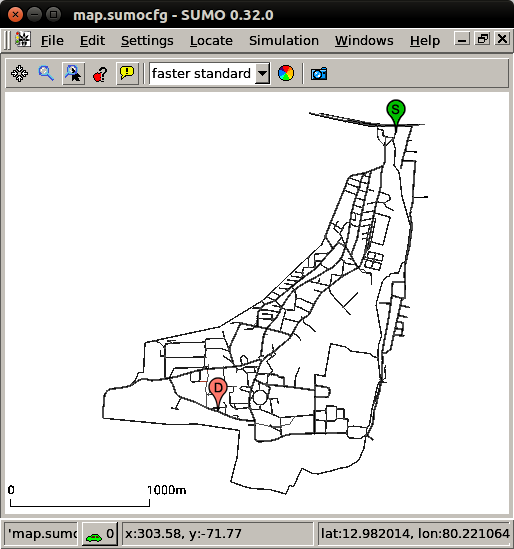 map.sumocfg - SUMO 0.32.0
File Edit Settings Locate Simulation Windows Help
faster standard
S
D
0 1000m
'map.sumo 0 x:303.58, y:-71.77 lat:12.982014, lon:80.221064